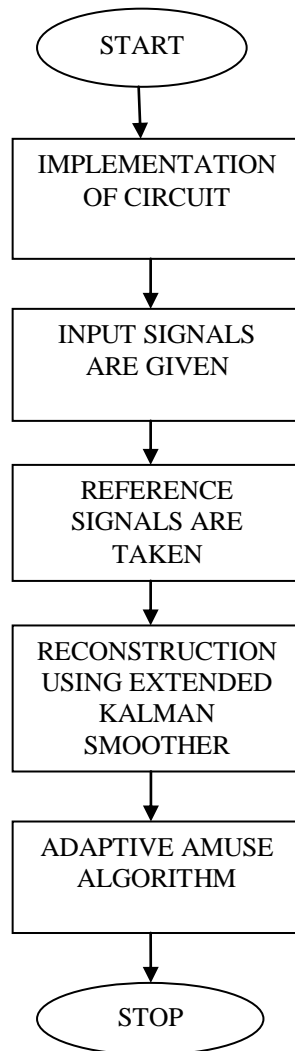 START
IMPLEMENTATION
OF CIRCUIT
INPUT SIGNALS
ARE GIVEN
REFERENCE
SIGNALS ARE
TAKEN
RECONSTRUCTION
USING EXTENDED
KALMAN
SMOOTHER
ADAPTIVE AMUSE
ALGORITHM
STOP